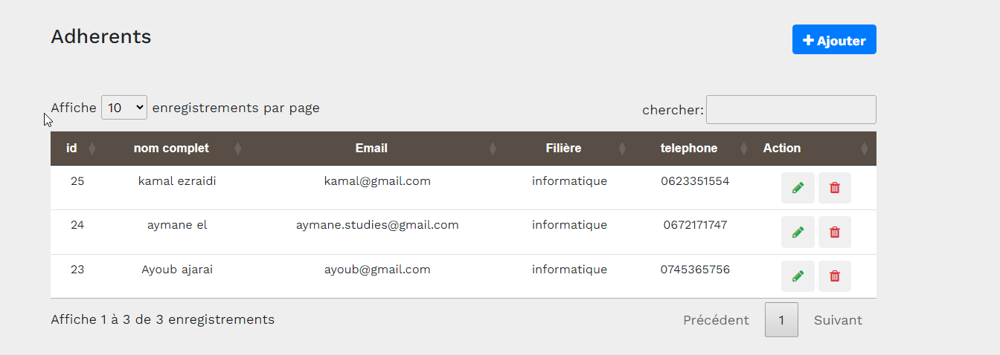 Adherents
Ajouter
Affiche 10 enregistrements par page
chercher:
id nom complet Email Filière telephone Action
25 kamal ezraidi kamal@gmail.com informatique 0623351554
24 aymane el aymane.studies@gmail.com informatique 0672171747
23 Ayoub ajarai ayoub@gmail.com informatique 0745365756
Affiche 1 à 3 de 3 enregistrements
Précédent 1 Suivant